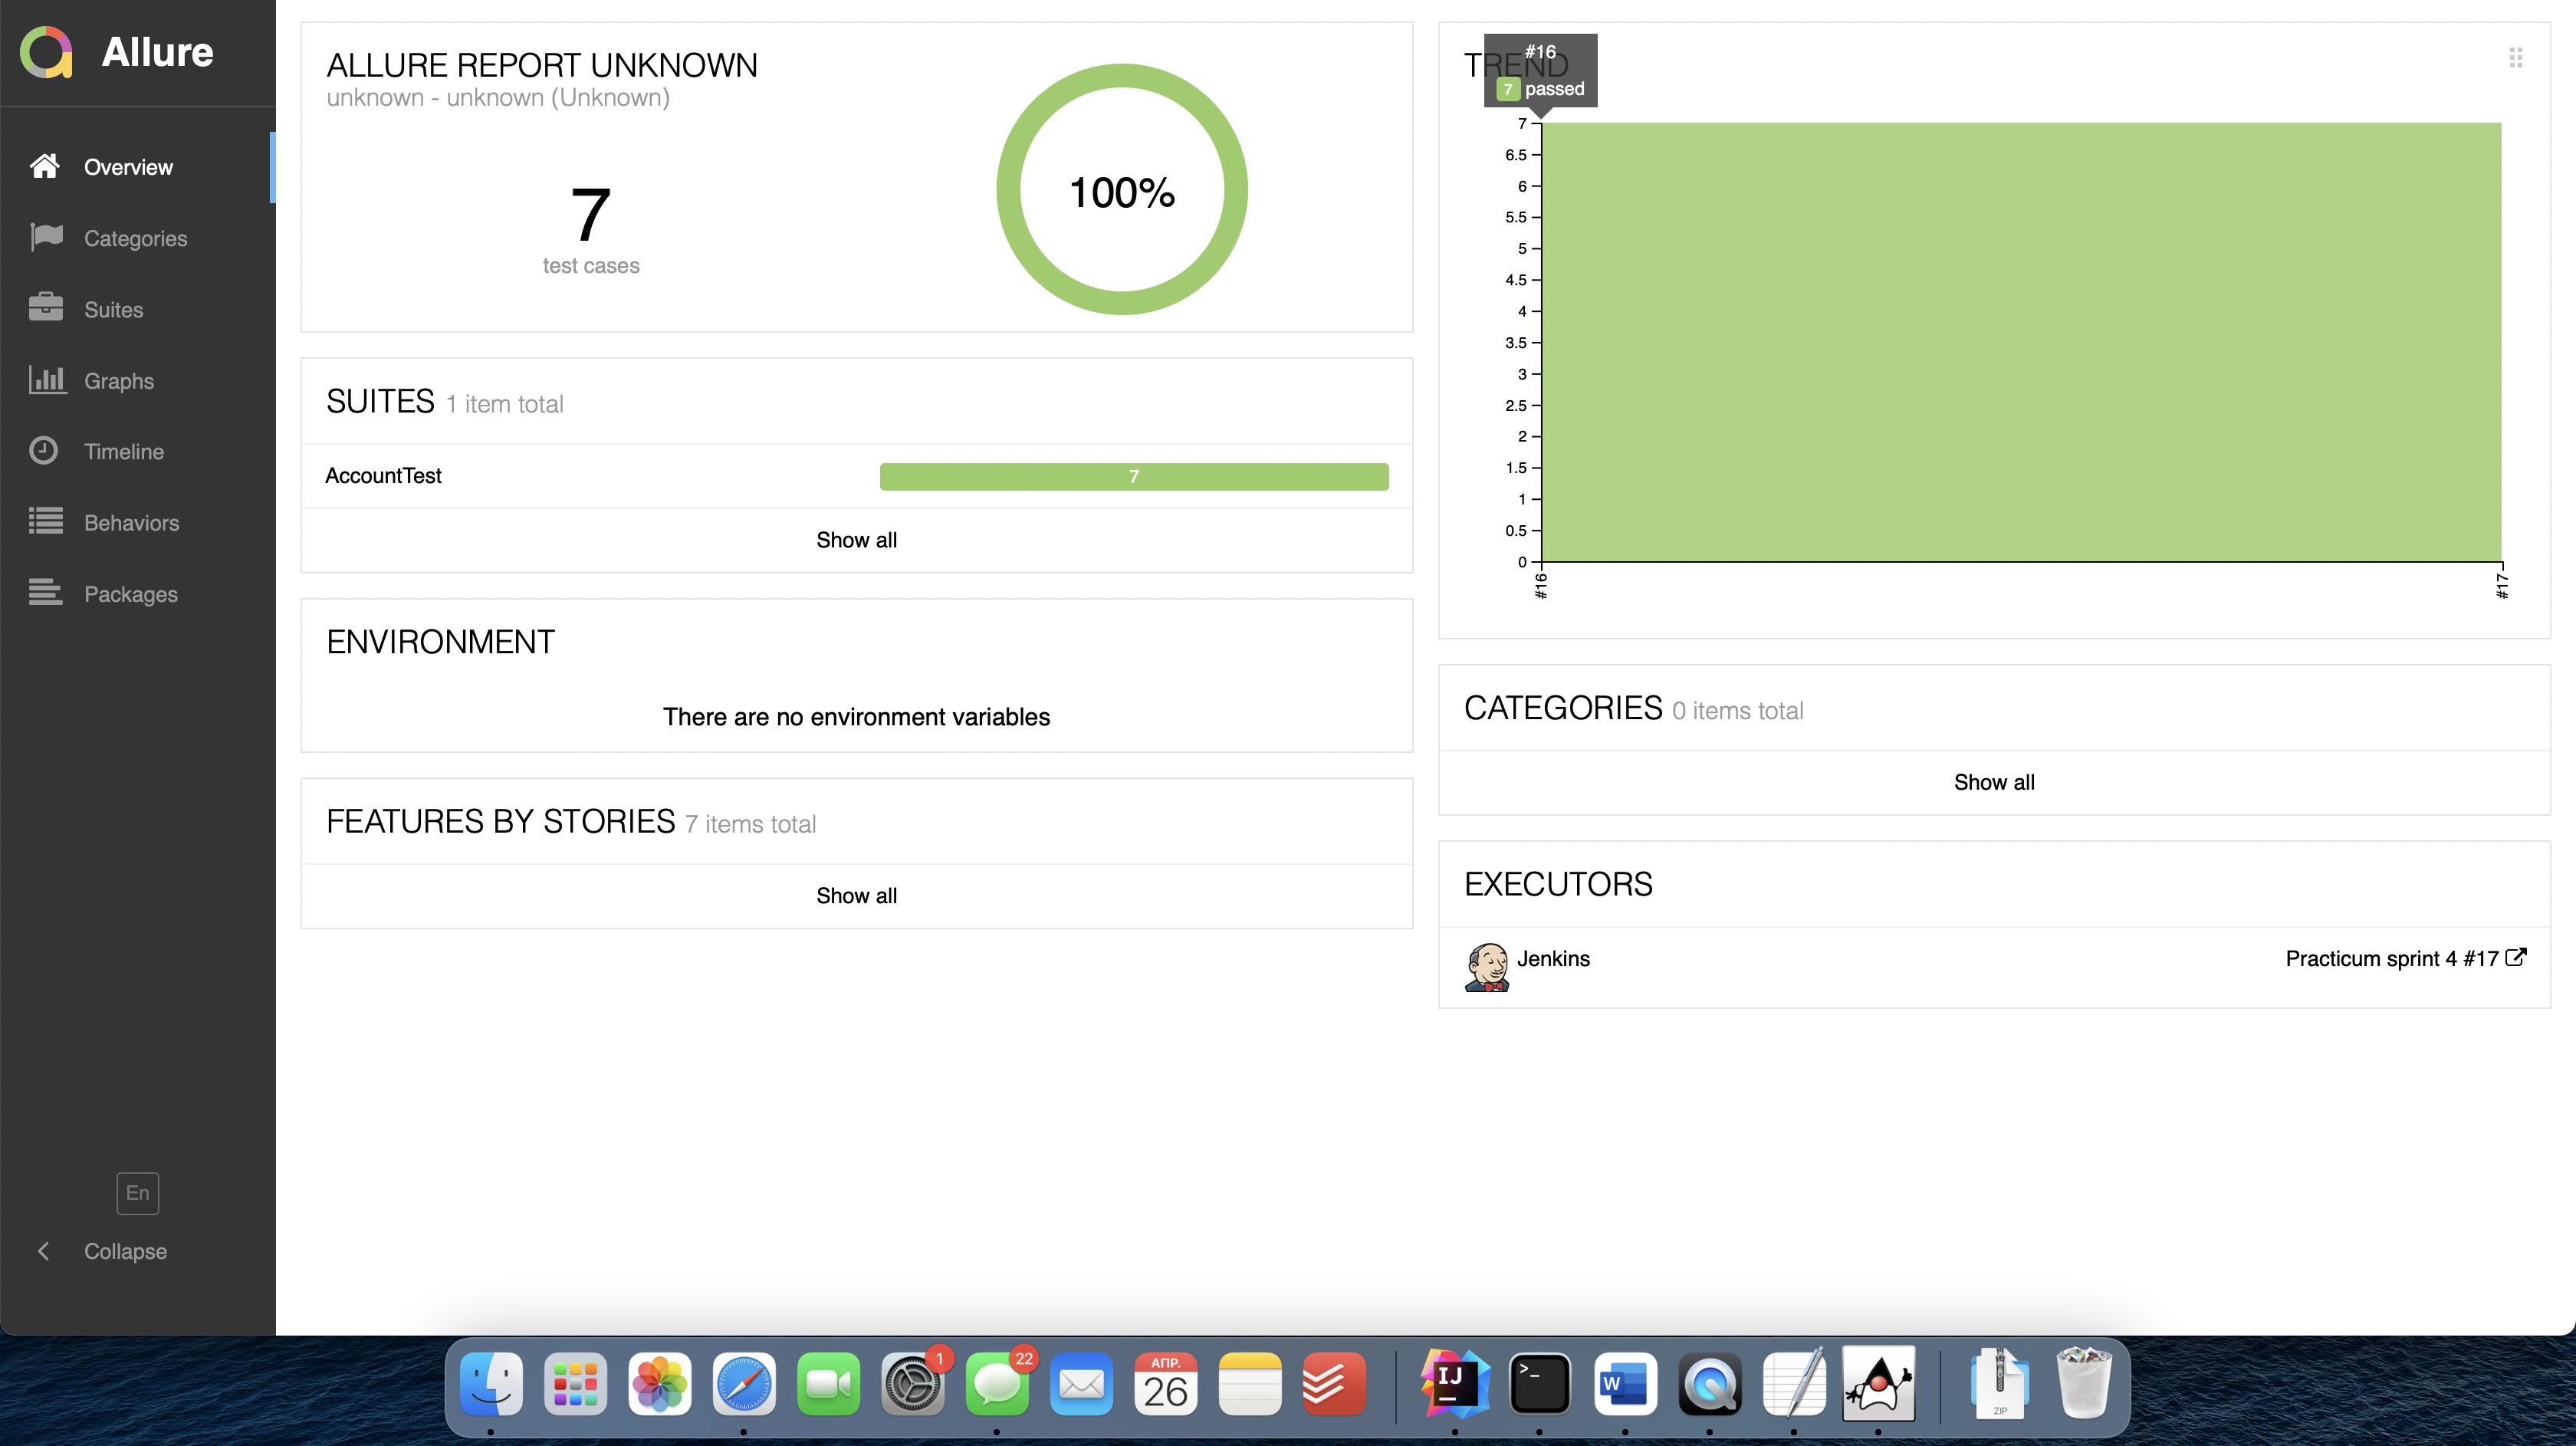 Allure
Overview
Categories
Suites
Graphs
Timeline
Behaviors
Packages
En
Collapse
ALLURE REPORT UNKNOWN
unknown - unknown (Unknown)
7
test cases
100%
SUITES 1 item total
AccountTest 7
Show all
ENVIRONMENT
There are no environment variables
FEATURES BY STORIES 7 items total
Show all
TREND
#16
7 passed
7
6.5
6
5.5
5
4.5
4
3.5
3
2.5
2
1.5
1
0.5
0
#16
#17
CATEGORIES 0 items total
Show all
EXECUTORS
Jenkins Practicum sprint 4 #17
1
22
АПР.
26
IJ
>_
W
ZIP